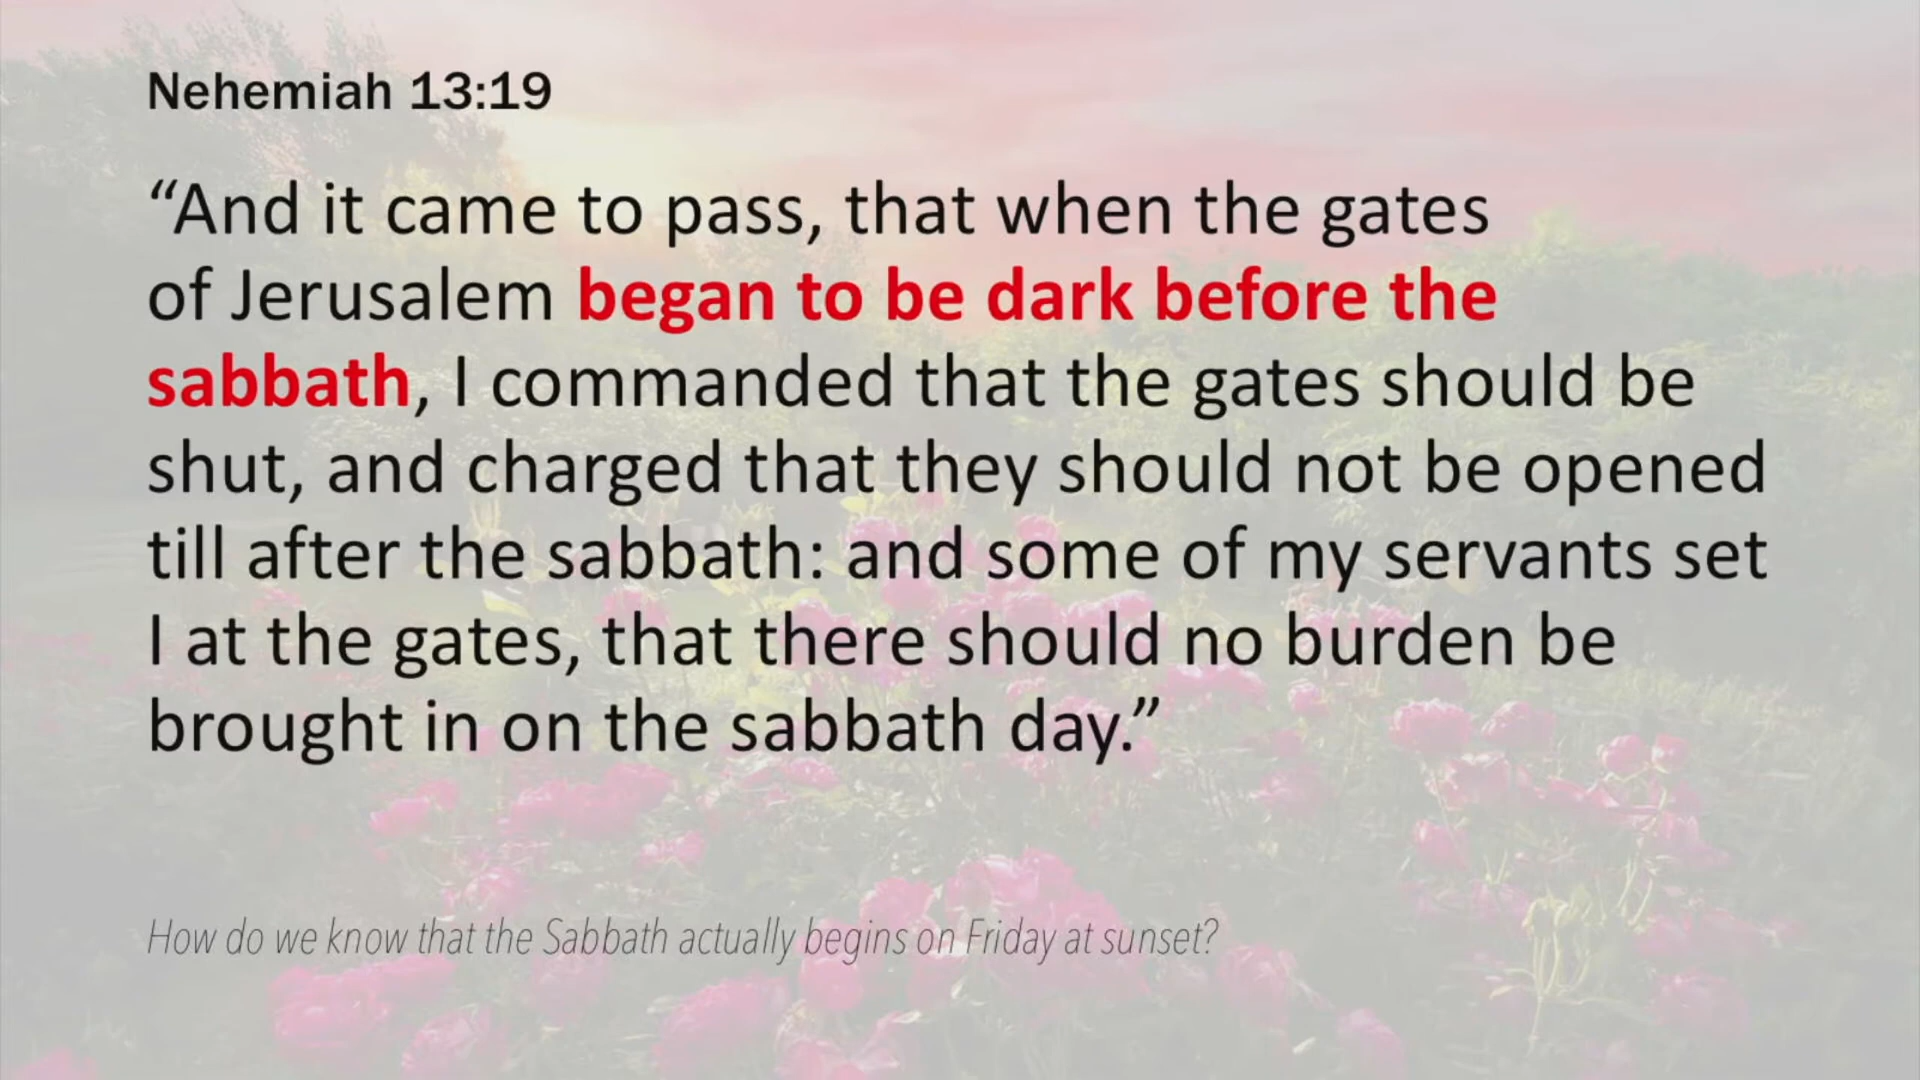 Nehemiah 13:19
“And it came to pass, that when the gates
of Jerusalem began to be dark before the
sabbath, I commanded that the gates should be
shut, and charged that they should not be opened
till after the sabbath: and some of my servants set
I at the gates, that there should no burden be
brought in on the sabbath day.”
How do we know that the Sabbath actually begins on Friday at sunset?